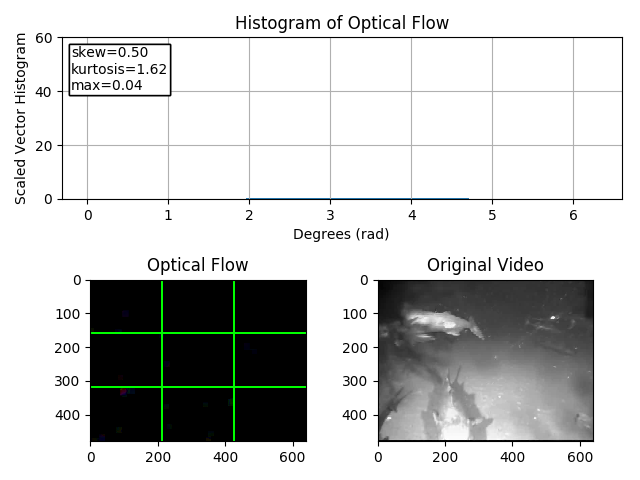 Histogram of Optical Flow
60
40
20
0
Scaled Vector Histogram
skew=0.50
kurtosis=1.62
max=0.04
0 1 2 3 4 5 6
Degrees (rad)
Optical Flow
0
100
200
300
400
0 200 400 600
Original Video
0
100
200
300
400
0 200 400 600